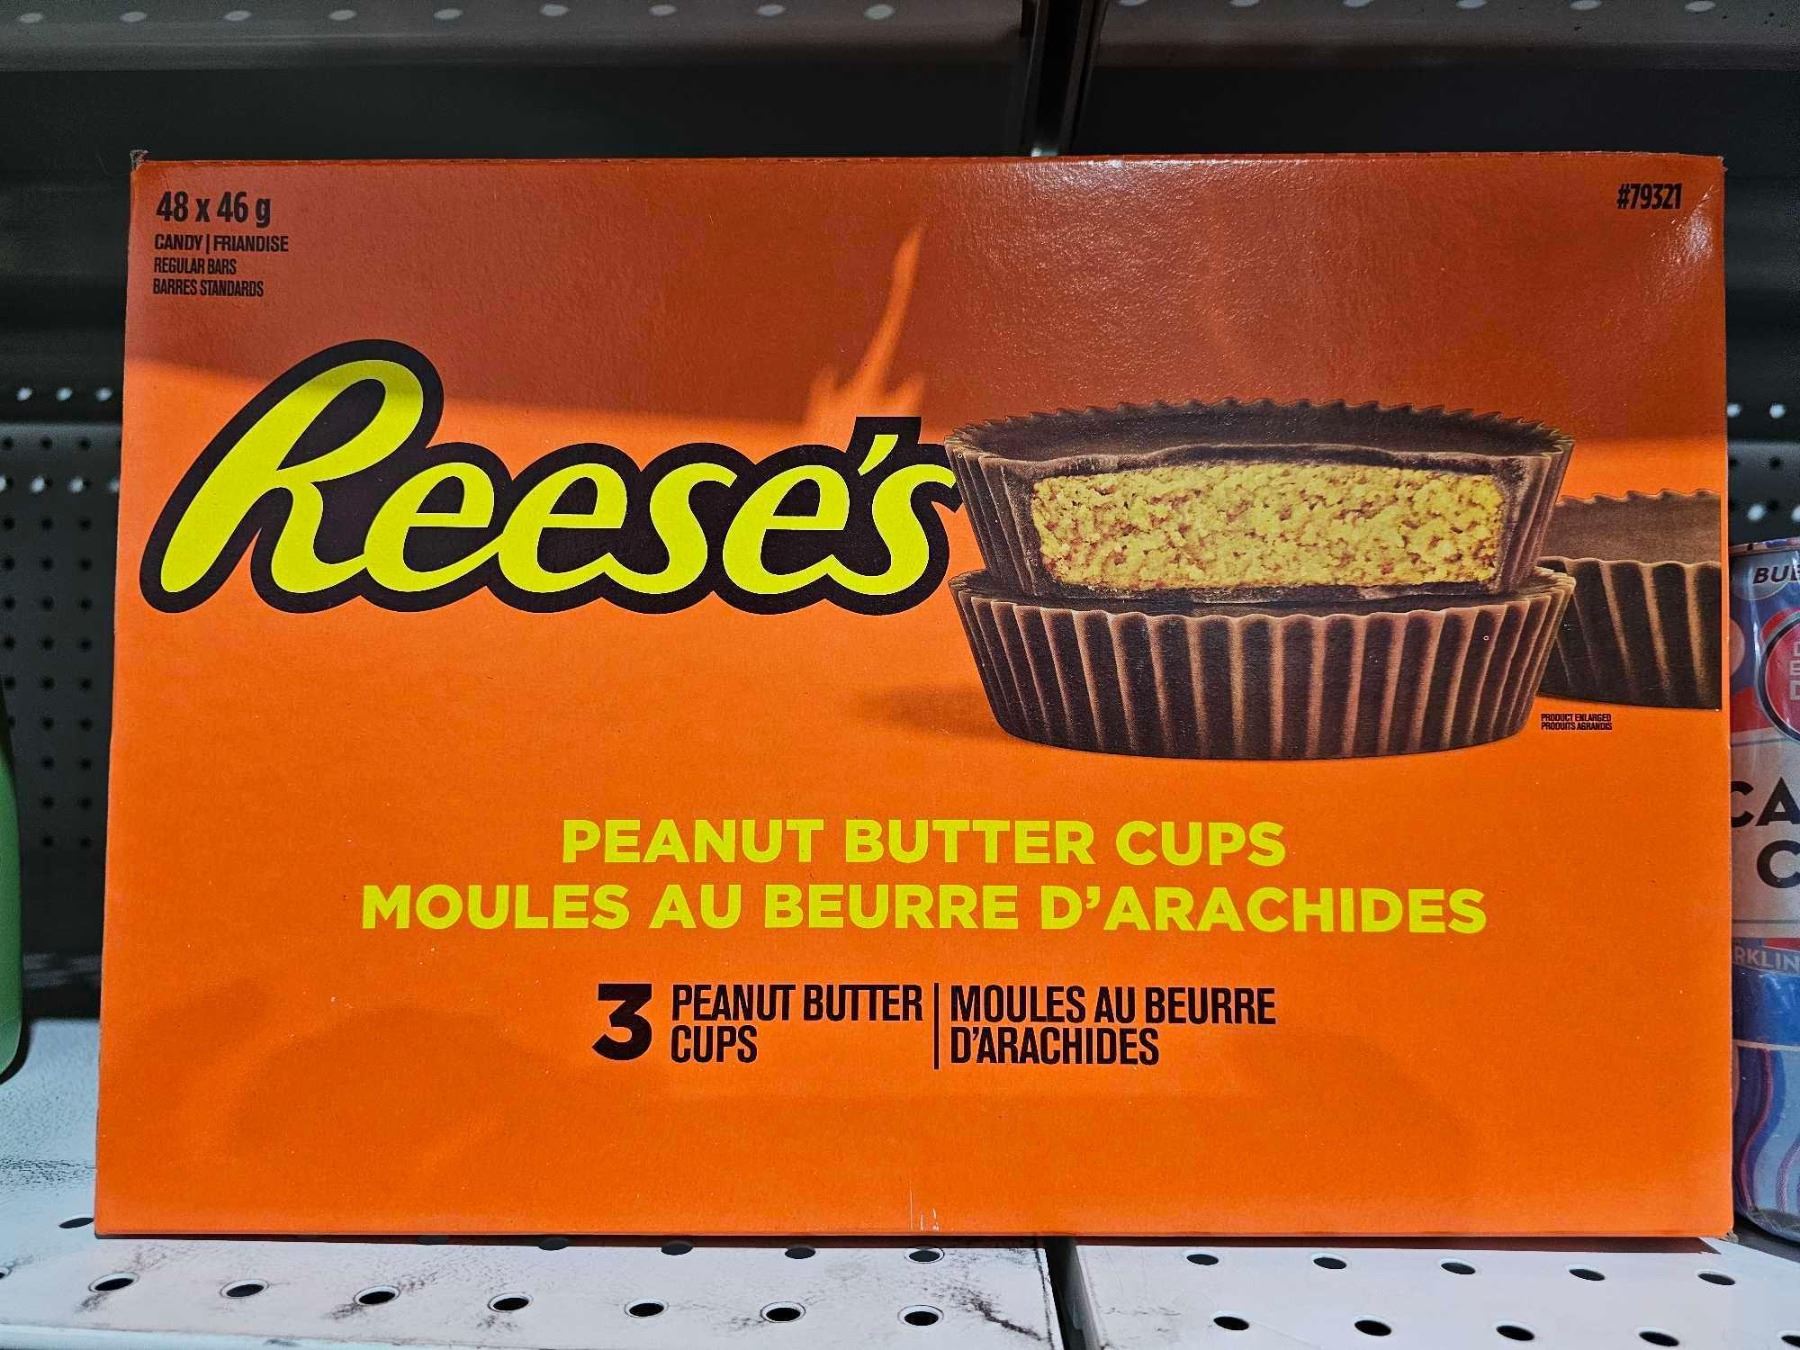 48 x 46 g
CANDY | FRIANDISE
REGULAR BARS
BARRES STANDARDS
#79321
Reese's
PRODUCT ENLARGED
PRODUITS AGRANDIS
PEANUT BUTTER CUPS
MOULES AU BEURRE D'ARACHIDES
3 PEANUT BUTTER CUPS | MOULES AU BEURRE D'ARACHIDES